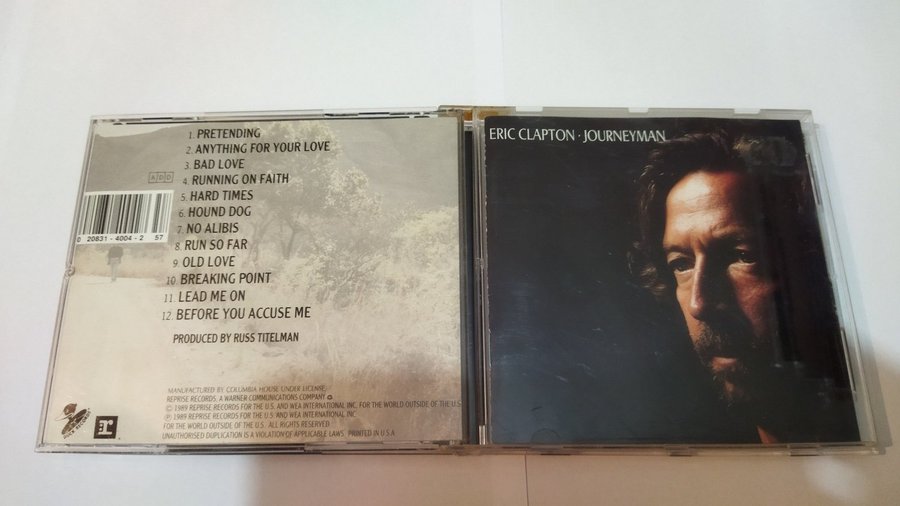 1. PRETENDING
2. ANYTHING FOR YOUR LOVE
3. BAD LOVE
4. RUNNING ON FAITH
5. HARD TIMES
6. HOUND DOG
7. NO ALIBIS
8. RUN SO FAR
9. OLD LOVE
10. BREAKING POINT
11. LEAD ME ON
12. BEFORE YOU ACCUSE ME
PRODUCED BY RUSS TITELMAN
ADD
0 20831-4004-2 57
MANUFACTURED BY COLUMBIA HOUSE UNDER LICENSE
REPRISE RECORDS, A WARNER COMMUNICATIONS COMPANY
© 1989 REPRISE RECORDS FOR THE U.S. AND WEA INTERNATIONAL INC. FOR THE WORLD OUTSIDE OF THE U.S.
℗ 1989 REPRISE RECORDS FOR THE U.S. AND WEA INTERNATIONAL INC.
FOR THE WORLD OUTSIDE OF THE U.S. ALL RIGHTS RESERVED
UNAUTHORISED DUPLICATION IS A VIOLATION OF APPLICABLE LAWS. PRINTED IN U.S.A.
r
ERIC CLAPTON · JOURNEYMAN